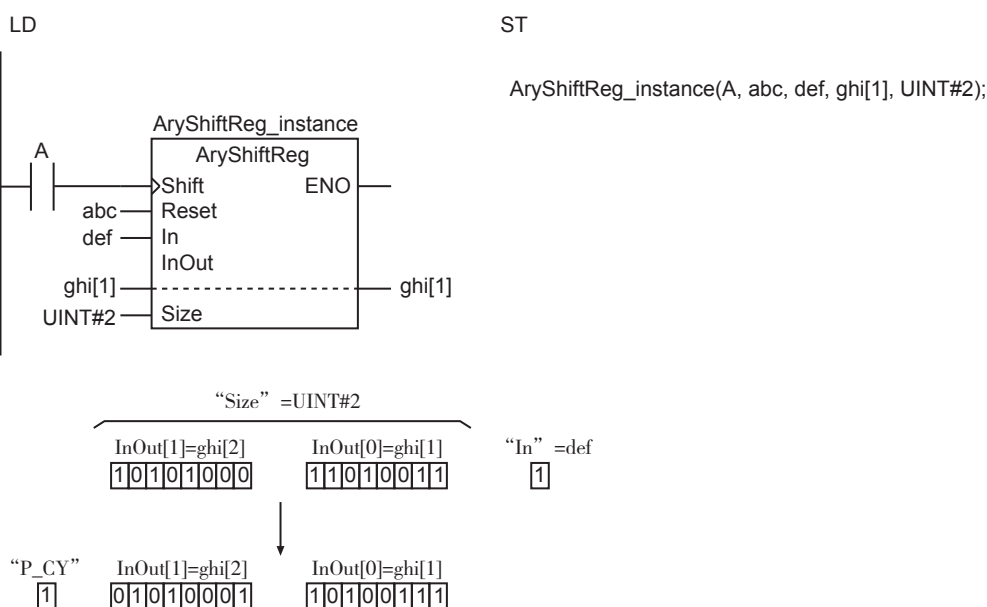 LD ST
AryShiftReg_instance(A, abc, def, ghi[1], UINT#2);
AryShiftReg_instance
A AryShiftReg
Shift ENO
abc Reset
def In
InOut
ghi[1] ghi[1]
UINT#2 Size
“Size” =UINT#2
InOut[1]=ghi[2] InOut[0]=ghi[1] “In” =def
10101000 11010011 1
“P_CY” InOut[1]=ghi[2] InOut[0]=ghi[1]
1 01010001 10100111